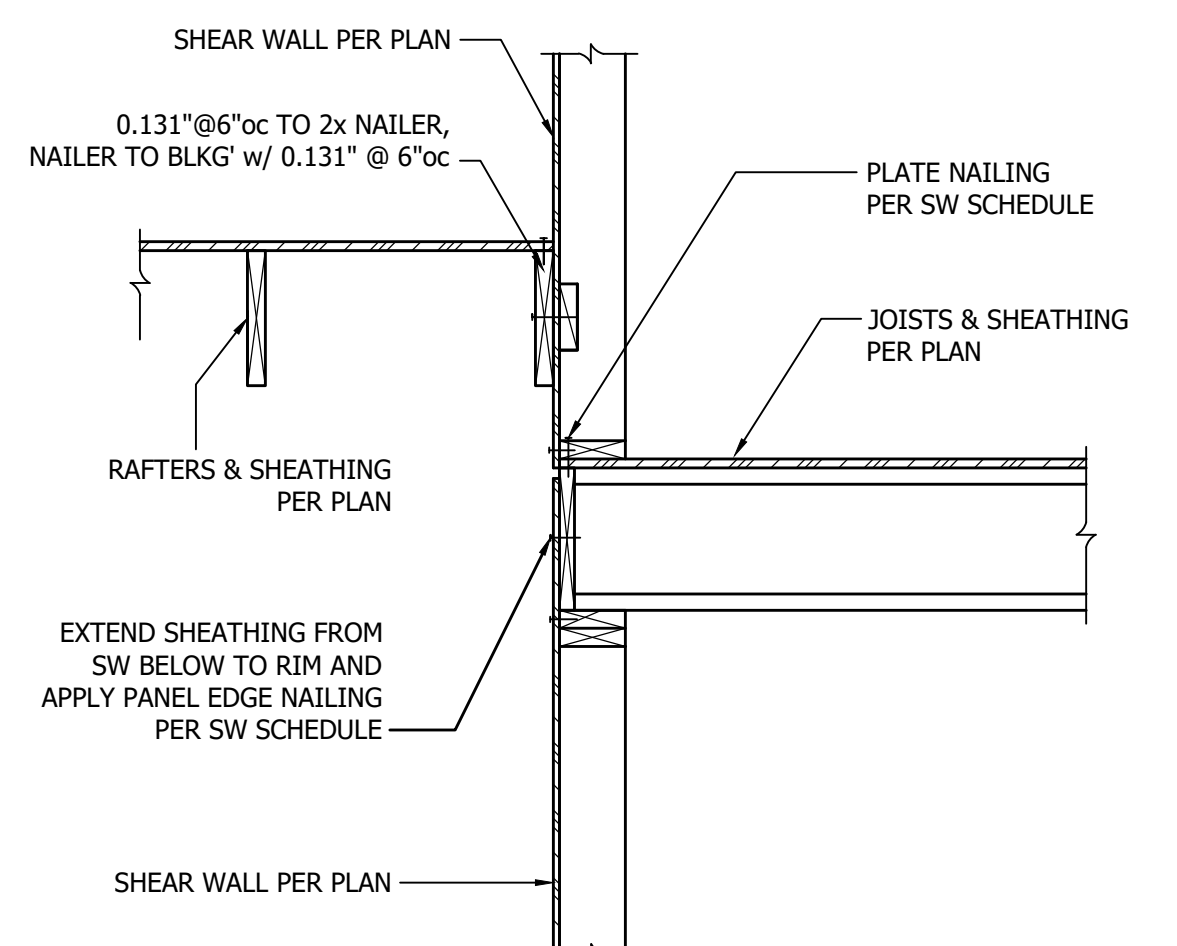 SHEAR WALL PER PLAN
0.131"@6"oc TO 2x NAILER,
NAILER TO BLKG' w/ 0.131" @ 6"oc
PLATE NAILING
PER SW SCHEDULE
JOISTS & SHEATHING
PER PLAN
RAFTERS & SHEATHING
PER PLAN
EXTEND SHEATHING FROM
SW BELOW TO RIM AND
APPLY PANEL EDGE NAILING
PER SW SCHEDULE
SHEAR WALL PER PLAN